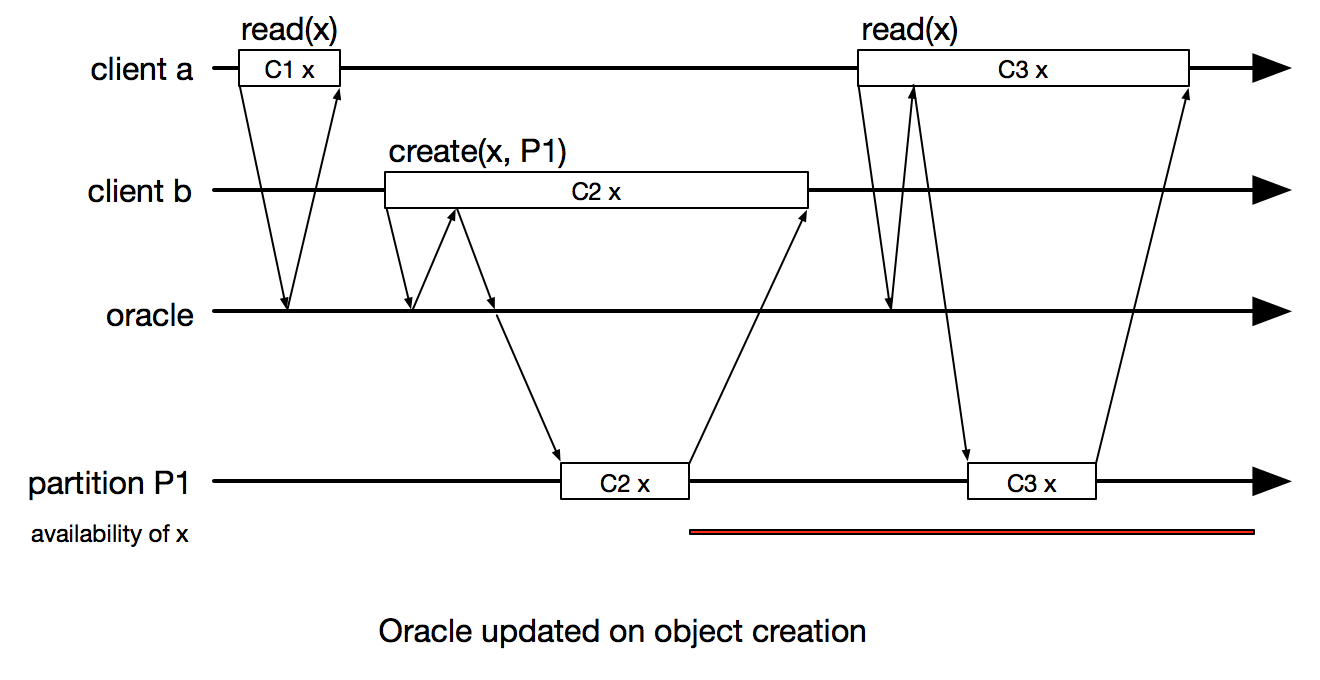 read(x)
read(x)
client a
C1 x
C3 x
create(x, P1)
client b
C2 x
oracle
partition P1
C2 x
C3 x
availability of x
Oracle updated on object creation